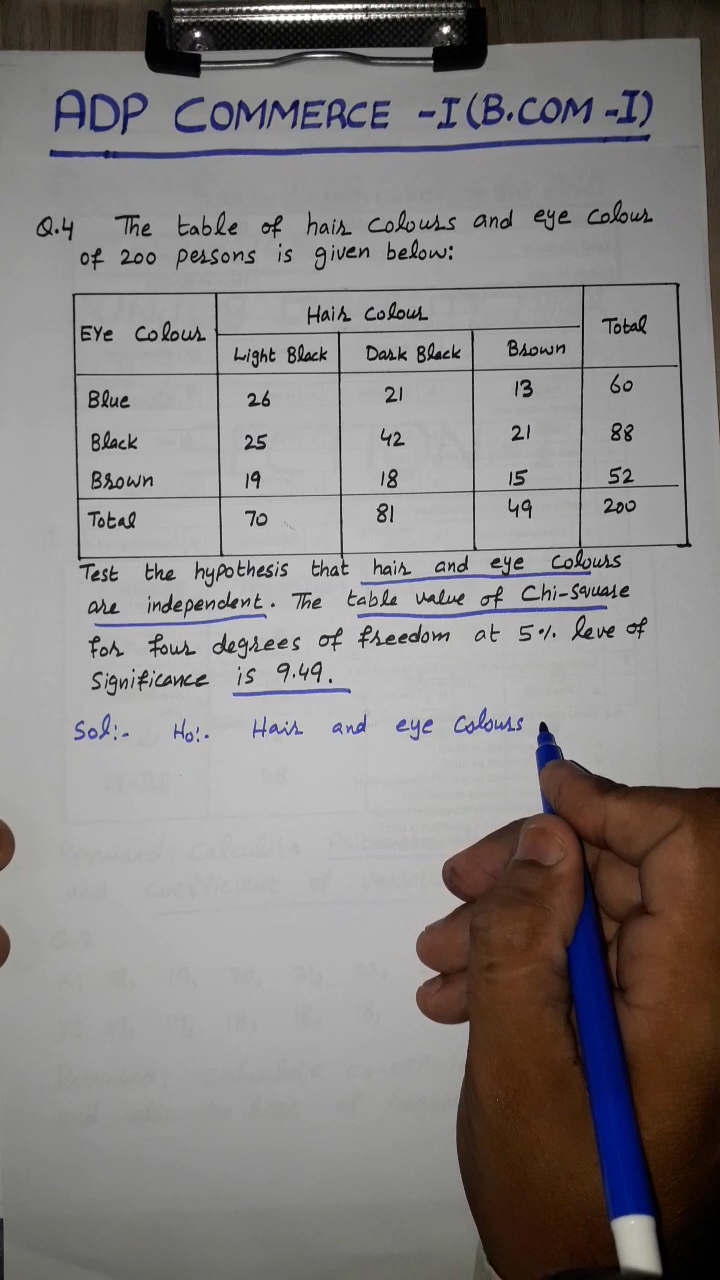 ADP COMMERCE -I (B.COM -I)
Q.4 The table of hair colours and eye colour
of 200 persons is given below:
Hair Colour
Eye Colour Total
Light Black Dark Black Brown
Blue 26 21 13 60
Black 25 42 21 88
Brown 19 18 15 52
Total 70 81 49 200
Test the hypothesis that hair and eye colours
are independent. The table value of Chi-Square
for four degrees of freedom at 5% leve of
Significance is 9.49.
Sol:- Ho:- Hair and eye colours